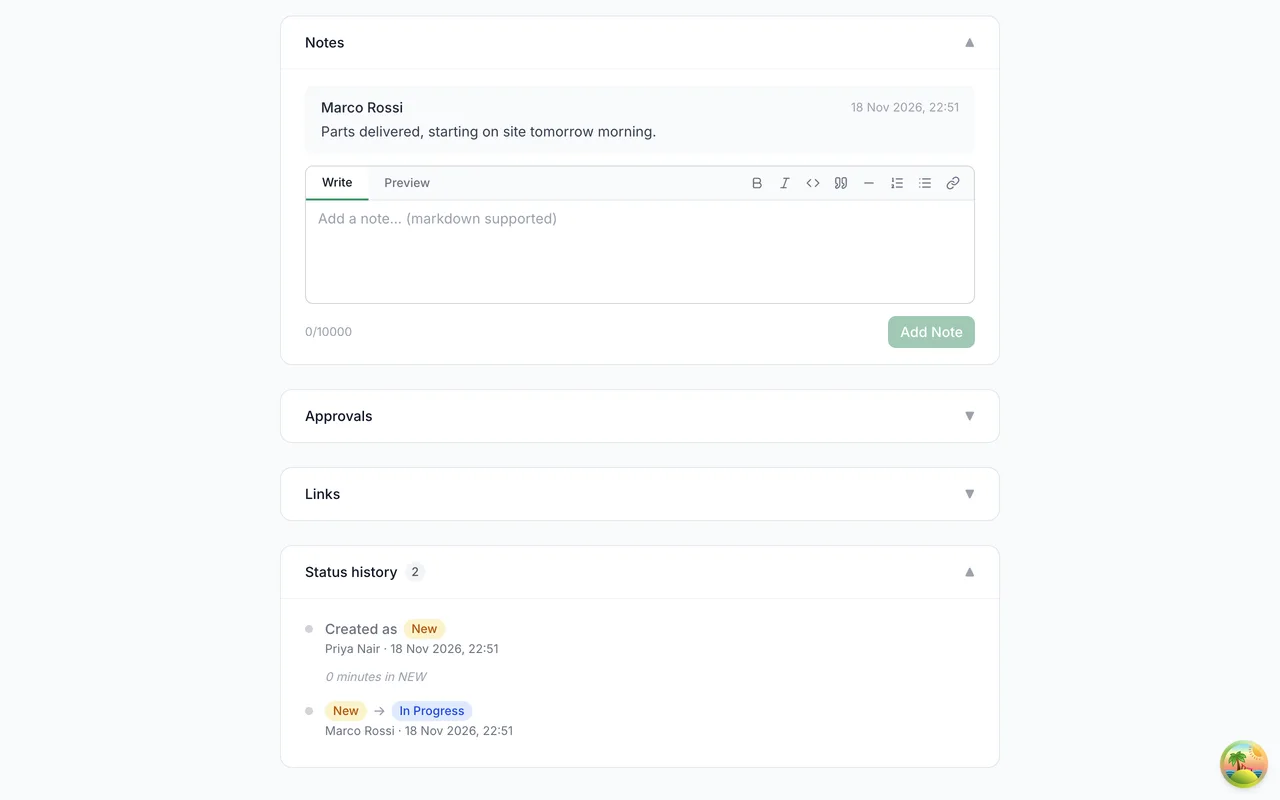 Notes ▲
Marco Rossi 18 Nov 2026, 22:51
Parts delivered, starting on site tomorrow morning.
Write Preview
Add a note... (markdown supported)
0/10000 Add Note
Approvals ▼
Links ▼
Status history 2 ▲
Created as New
Priya Nair · 18 Nov 2026, 22:51
0 minutes in NEW
New → In Progress
Marco Rossi · 18 Nov 2026, 22:51